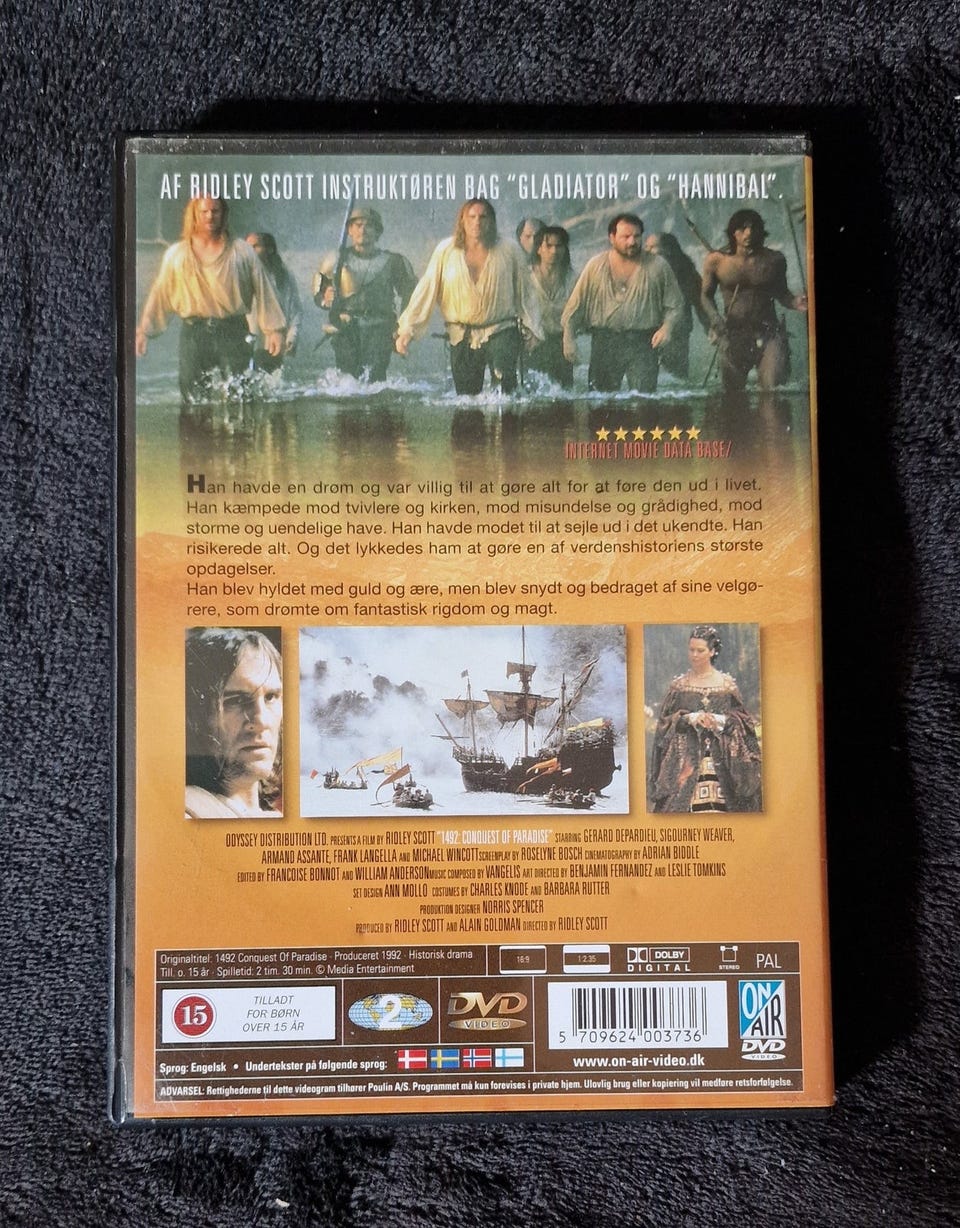 AF RIDLEY SCOTT INSTRUKTØREN BAG "GLADIATOR" OG "HANNIBAL".
INTERNET MOVIE DATA BASE/
Han havde en drøm og var villig til at gøre alt for at føre den ud i livet.
Han kæmpede mod tvivlere og kirken, mod misundelse og grådighed, mod
storme og uendelige have. Han havde modet til at sejle ud i det ukendte. Han
risikerede alt. Og det lykkedes ham at gøre en af verdenshistoriens største
opdagelser.
Han blev hyldet med guld og ære, men blev snydt og bedraget af sine velgø-
rere, som drømte om fantastisk rigdom og magt.
ODYSSEY DISTRIBUTION LTD. PRESENTS A FILM BY RIDLEY SCOTT "1492: CONQUEST OF PARADISE" STARRING GERARD DEPARDIEU, SIGOURNEY WEAVER,
ARMAND ASSANTE, FRANK LANGELLA AND MICHAEL WINCOTT SCREENPLAY BY ROSELYNE BOSCH CINEMATOGRAPHY BY ADRIAN BIDDLE
EDITED BY FRANCOISE BONNOT AND WILLIAM ANDERSON MUSIC COMPOSED BY VANGELIS ART DIRECTED BY BENJAMIN FERNANDEZ AND LESLIE TOMKINS
SET DESIGN ANN MOLLO COSTUMES BY CHARLES KNODE AND BARBARA RUTTER
PRODUKTION DESIGNER NORRIS SPENCER
PRODUCED BY RIDLEY SCOTT AND ALAIN GOLDMAN DIRECTED BY RIDLEY SCOTT
Originaltitel: 1492 Conquest Of Paradise · Produceret 1992 · Historisk drama
Till. o. 15 år · Spilletid: 2 tim. 30 min. © Media Entertainment
16:9
1:2.35
DOLBY
DIGITAL
STEREO
PAL
15
TILLADT
FOR BØRN
OVER 15 ÅR
2
DVD
VIDEO
5 709624 003736
ON
AIR
DVD
VIDEO
Sprog: Engelsk • Undertekster på følgende sprog:
www.on-air-video.dk
ADVARSEL: Rettighederne til dette videogram tilhører Poulin A/S. Programmet må kun forevises i private hjem. Ulovlig brug eller kopiering vil medføre retsforfølgelse.